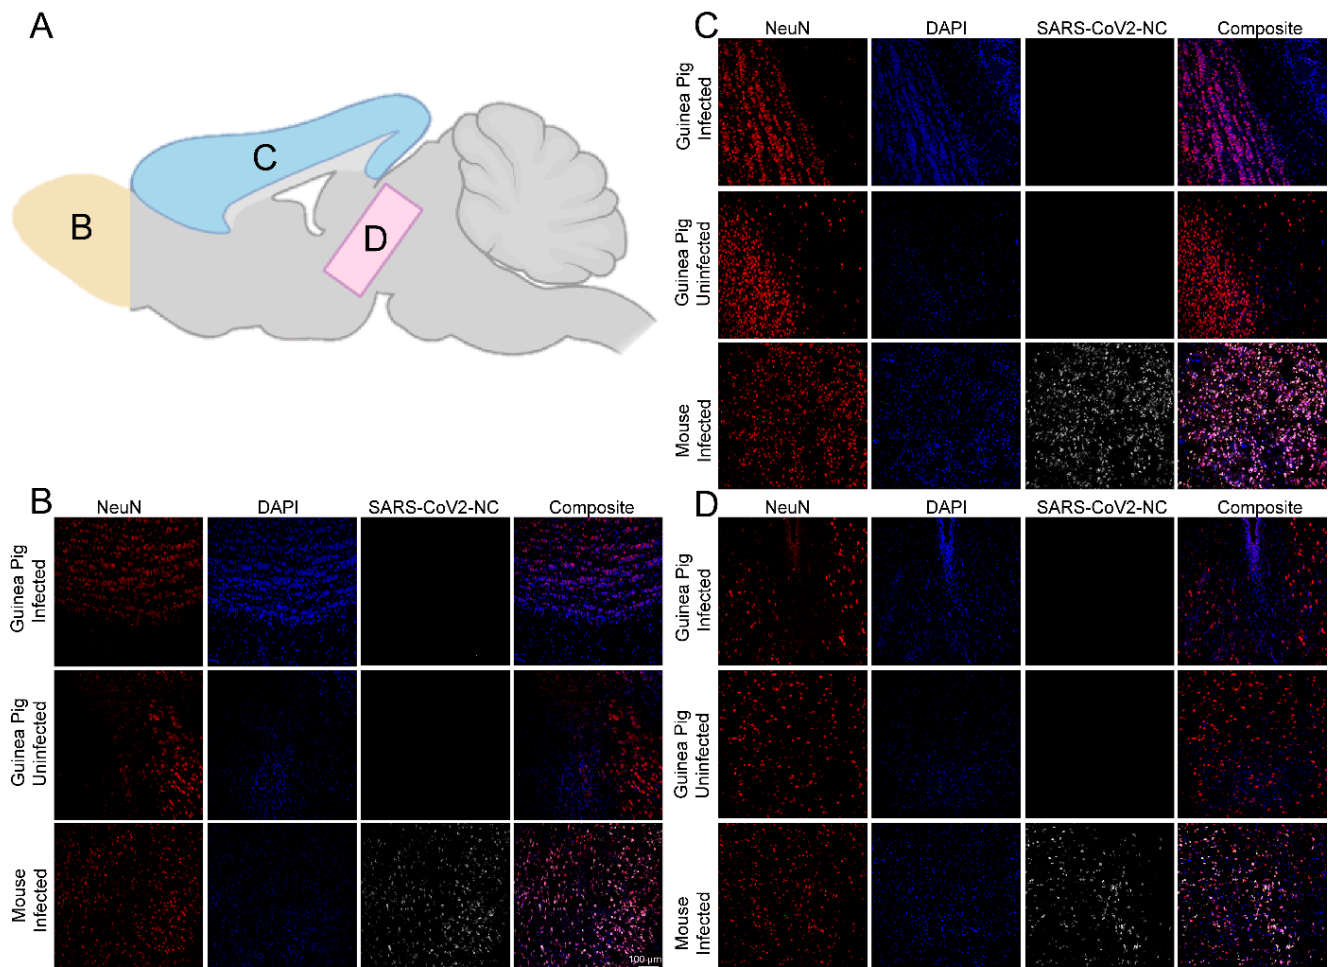 A
C
B
D
C
NeuN DAPI SARS-CoV2-NC Composite
Guinea Pig
Infected
Guinea Pig
Uninfected
Mouse
Infected
B
NeuN DAPI SARS-CoV2-NC Composite
Guinea Pig
Infected
Guinea Pig
Uninfected
Mouse
Infected
100 µm
D
NeuN DAPI SARS-CoV2-NC Composite
Guinea Pig
Infected
Guinea Pig
Uninfected
Mouse
Infected